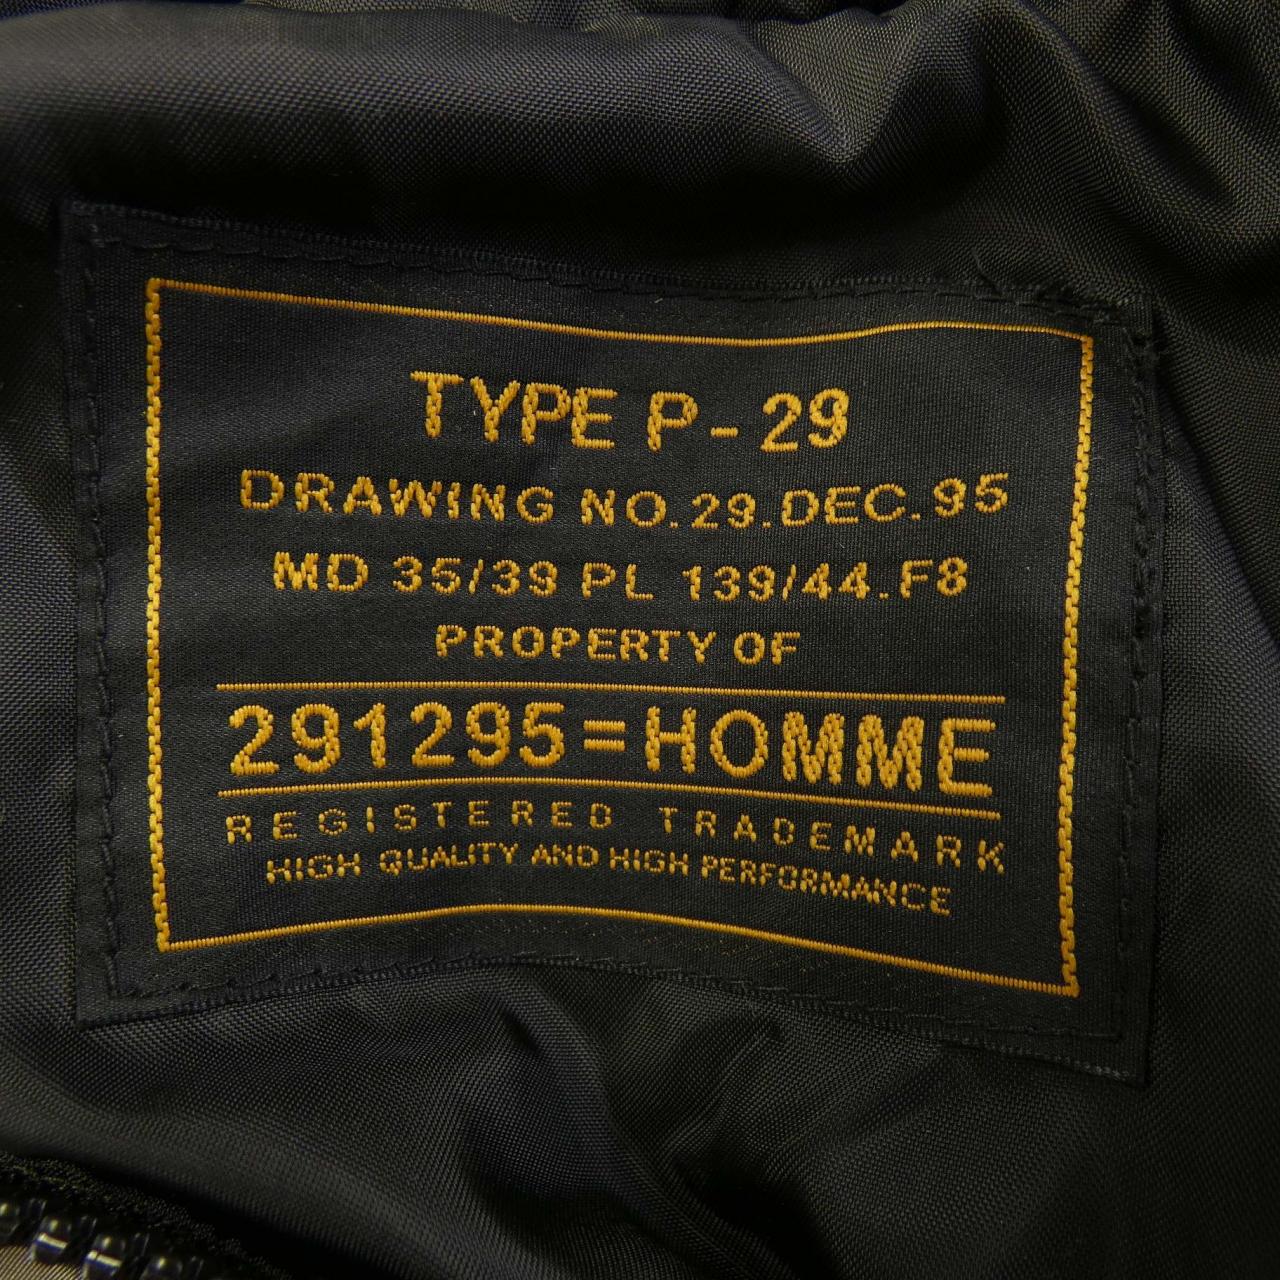 TYPE P-29
DRAWING NO.29.DEC.95
MD 35/39 PL 139/44.F8
PROPERTY OF
291295=HOMME
REGISTERED TRADEMARK
HIGH QUALITY AND HIGH PERFORMANCE